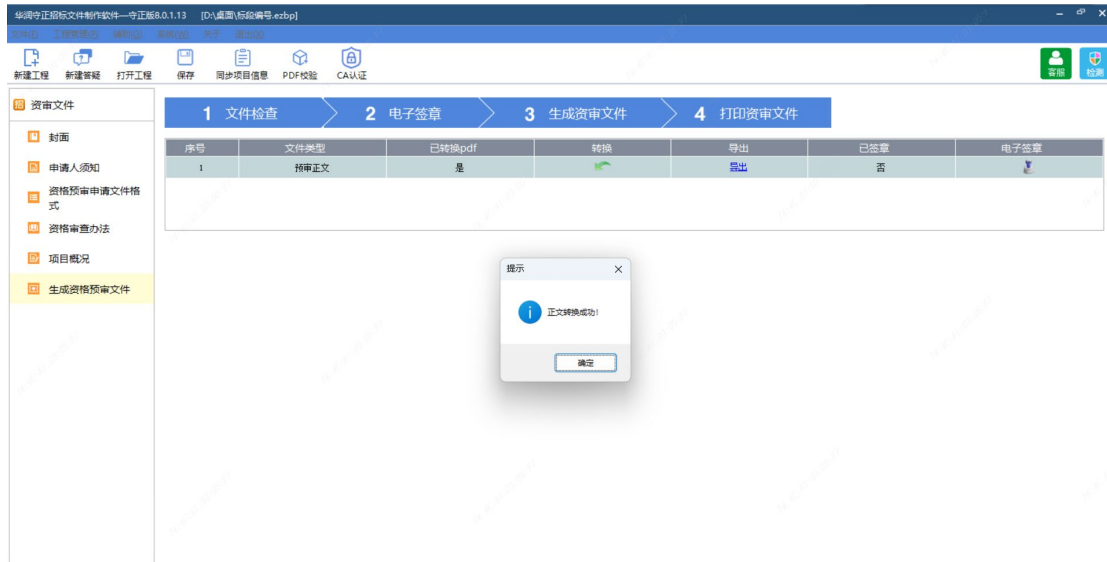 华润守正招标文件制作软件—守正版8.0.1.13 [D:\桌面\标段编号.ezbp]
新建工程 新建答疑 打开工程 保存 同步项目信息 PDF校验 CA认证 客服 检测
资审文件
封面
申请人须知
资格预审申请文件格
式
资格审查办法
项目概况
生成资格预审文件
1 文件检查 2 电子签章 3 生成资审文件 4 打印资审文件
序号 文件类型 已转换pdf 转换 导出 已签章 电子签章
1 预审正文 是 导出 否
提示
正文转换成功!
确定